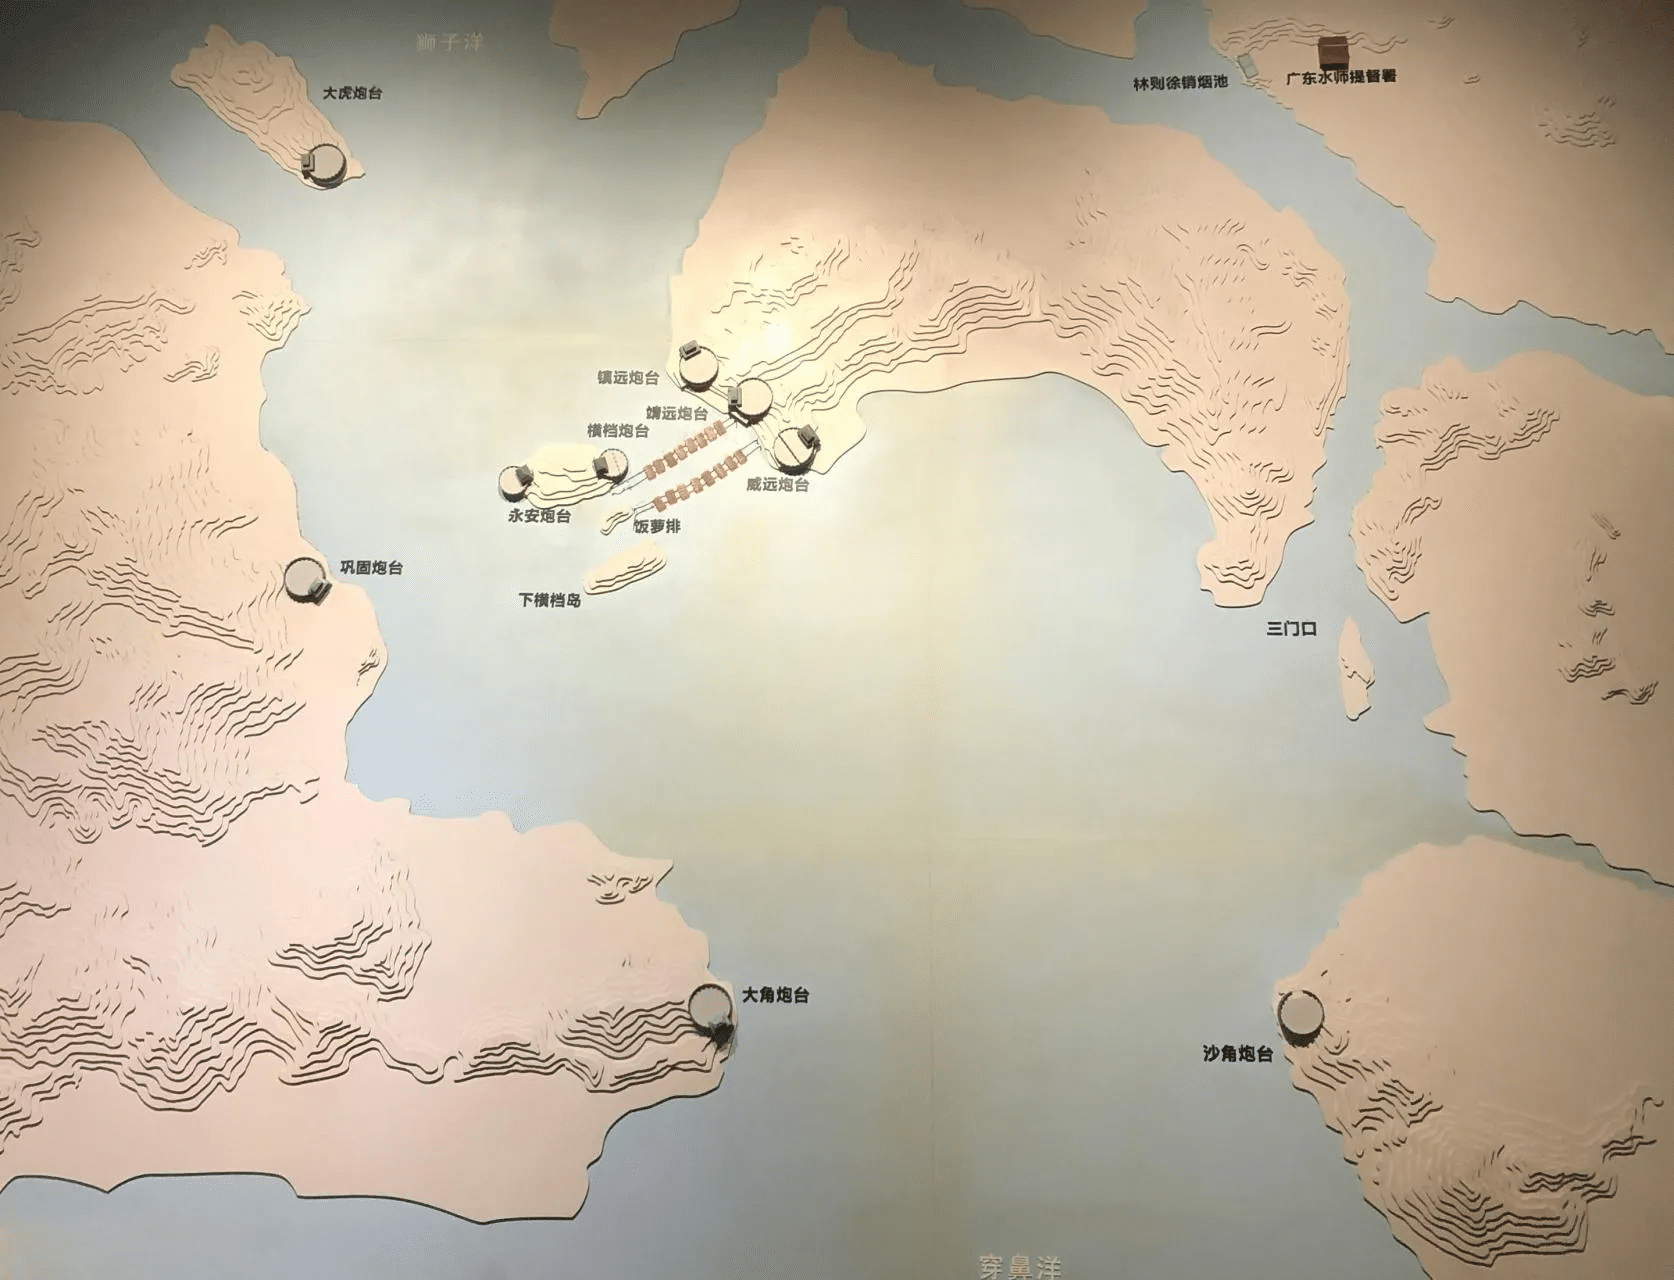 狮子洋
大虎炮台
林则徐销烟池
广东水师提督署
镇远炮台
靖远炮台
横档炮台
威远炮台
永安炮台
饭萝排
巩固炮台
下横档岛
三门口
大角炮台
沙角炮台
穿鼻洋